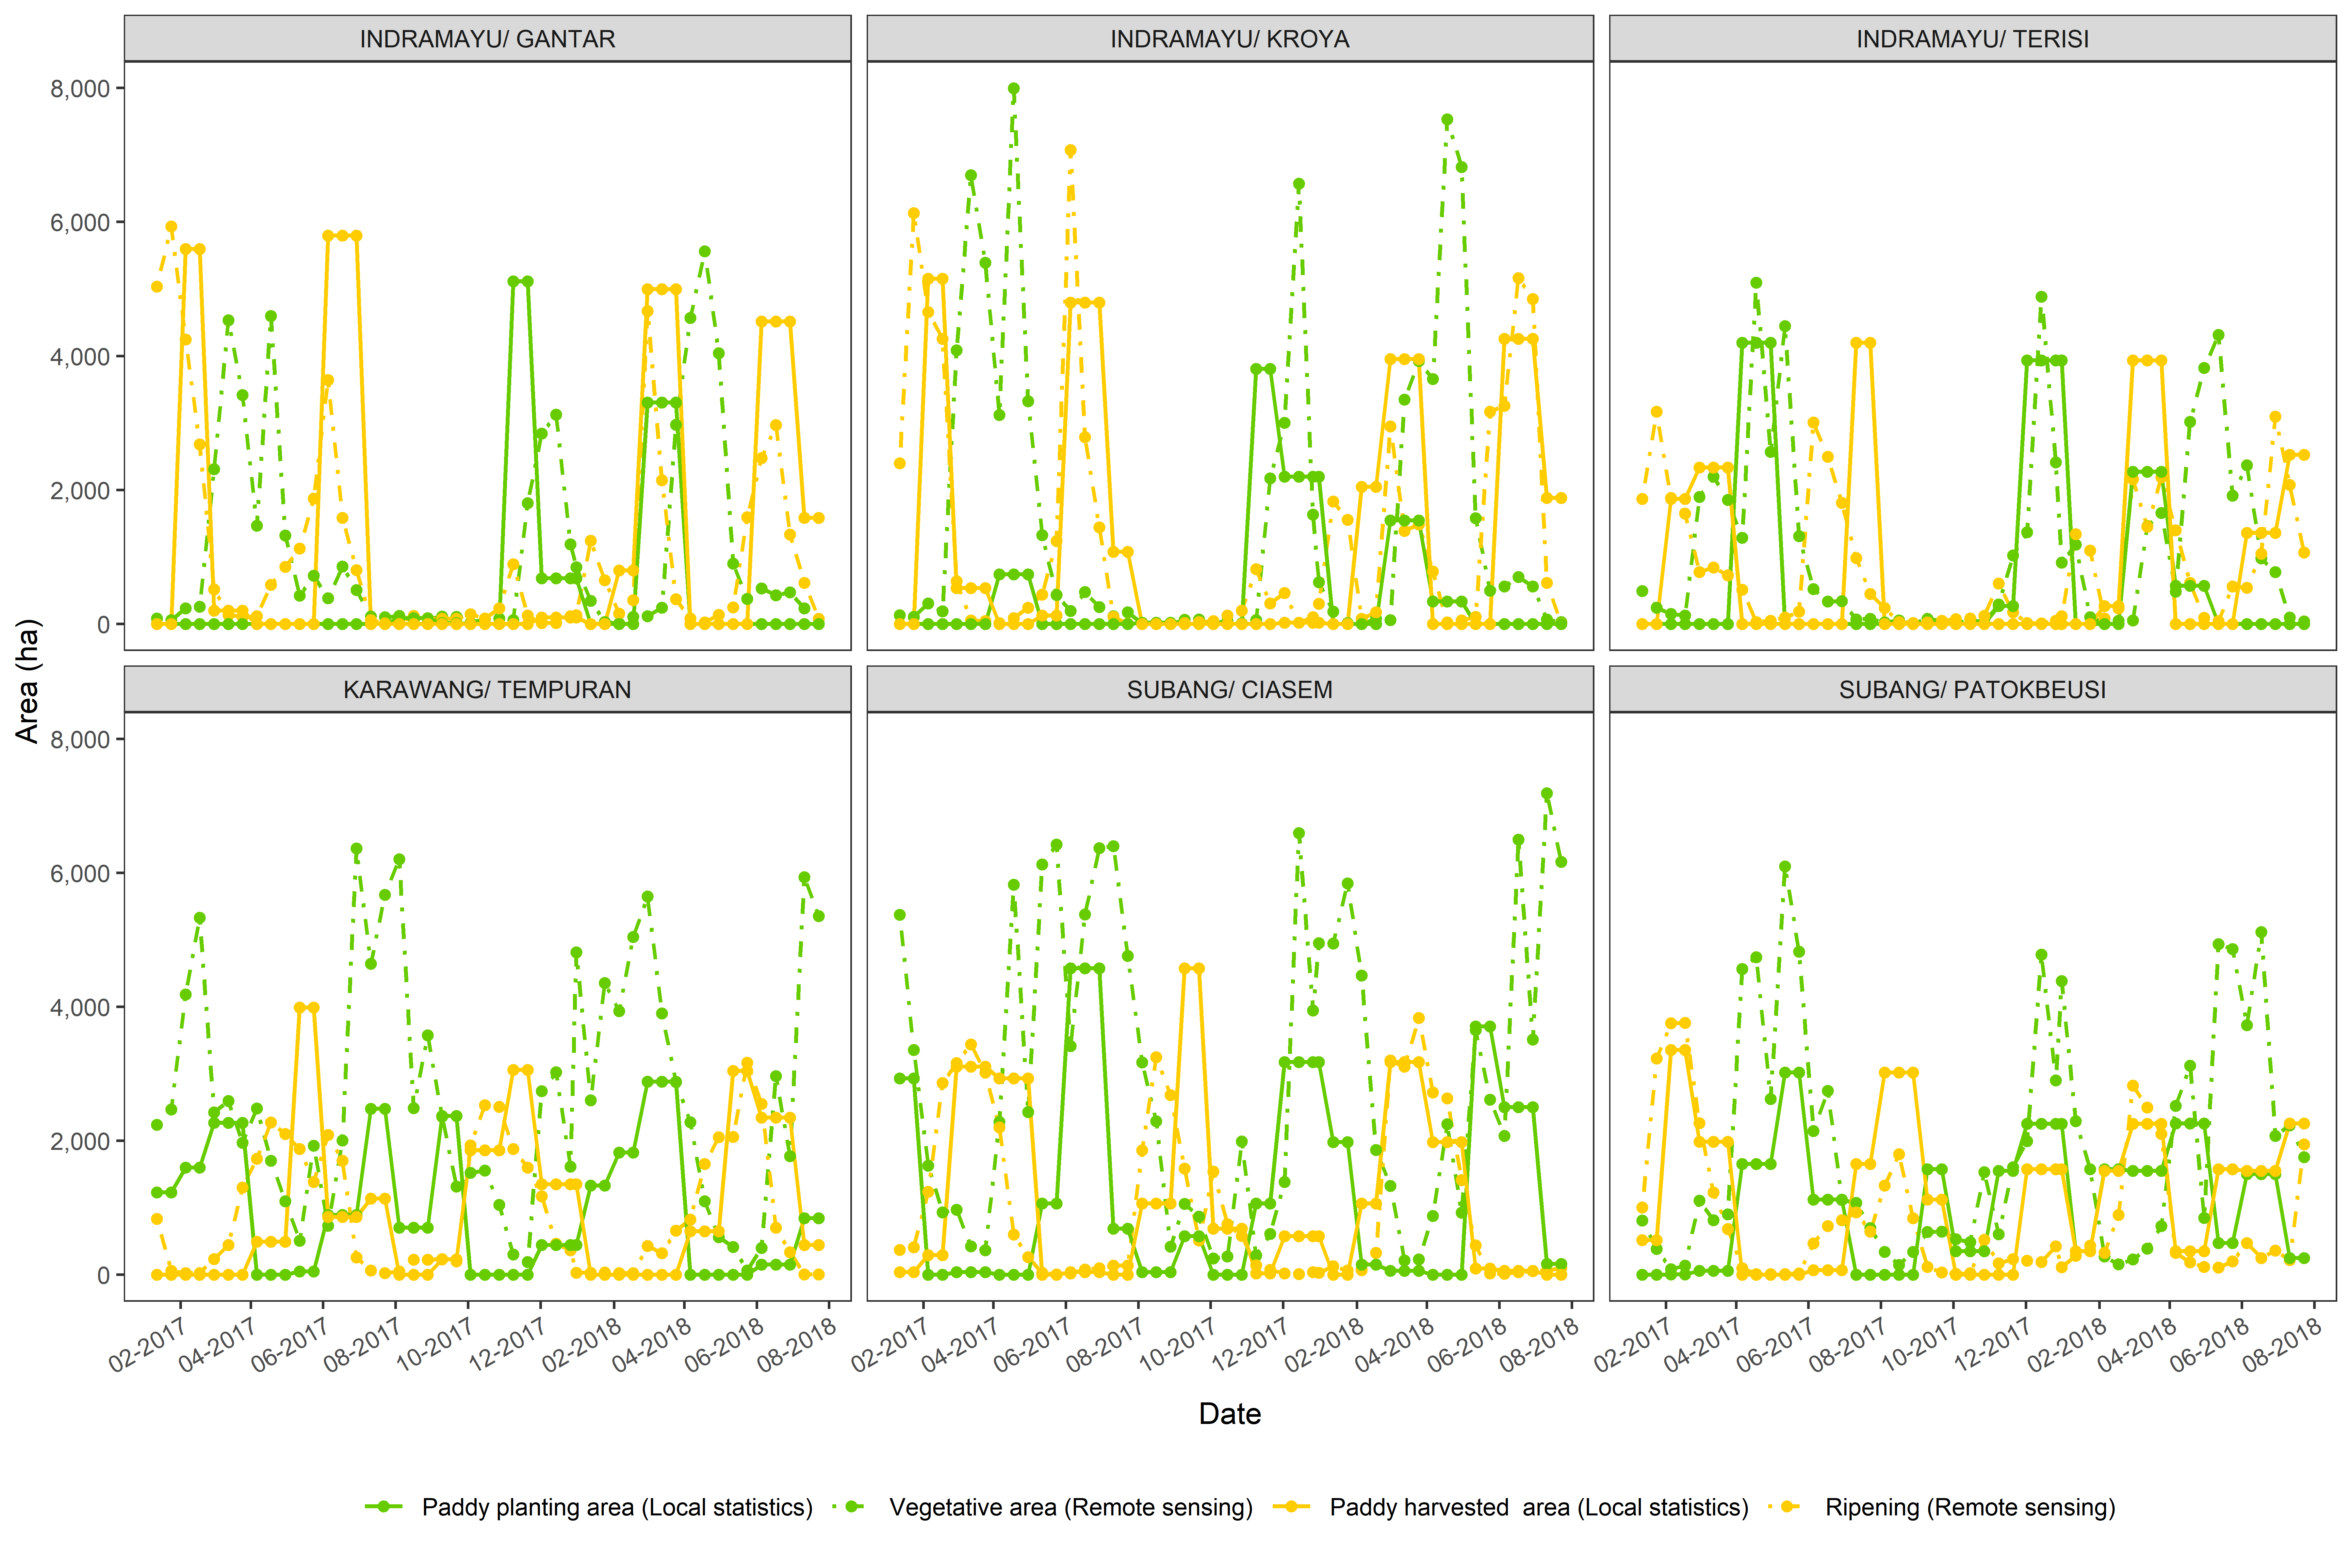 INDRAMAYU/ GANTAR
INDRAMAYU/ KROYA
INDRAMAYU/ TERISI
8,000
6,000
4,000
2,000
0
Area (ha)
KARAWANG/ TEMPURAN
SUBANG/ CIASEM
SUBANG/ PATOKBEUSI
8,000
6,000
4,000
2,000
0
02-2017 04-2017 06-2017 08-2017 10-2017 12-2017 02-2018 04-2018 06-2018 08-2018
02-2017 04-2017 06-2017 08-2017 10-2017 12-2017 02-2018 04-2018 06-2018 08-2018
02-2017 04-2017 06-2017 08-2017 10-2017 12-2017 02-2018 04-2018 06-2018 08-2018
Date
Paddy planting area (Local statistics) Vegetative area (Remote sensing) Paddy harvested  area (Local statistics) Ripening (Remote sensing)